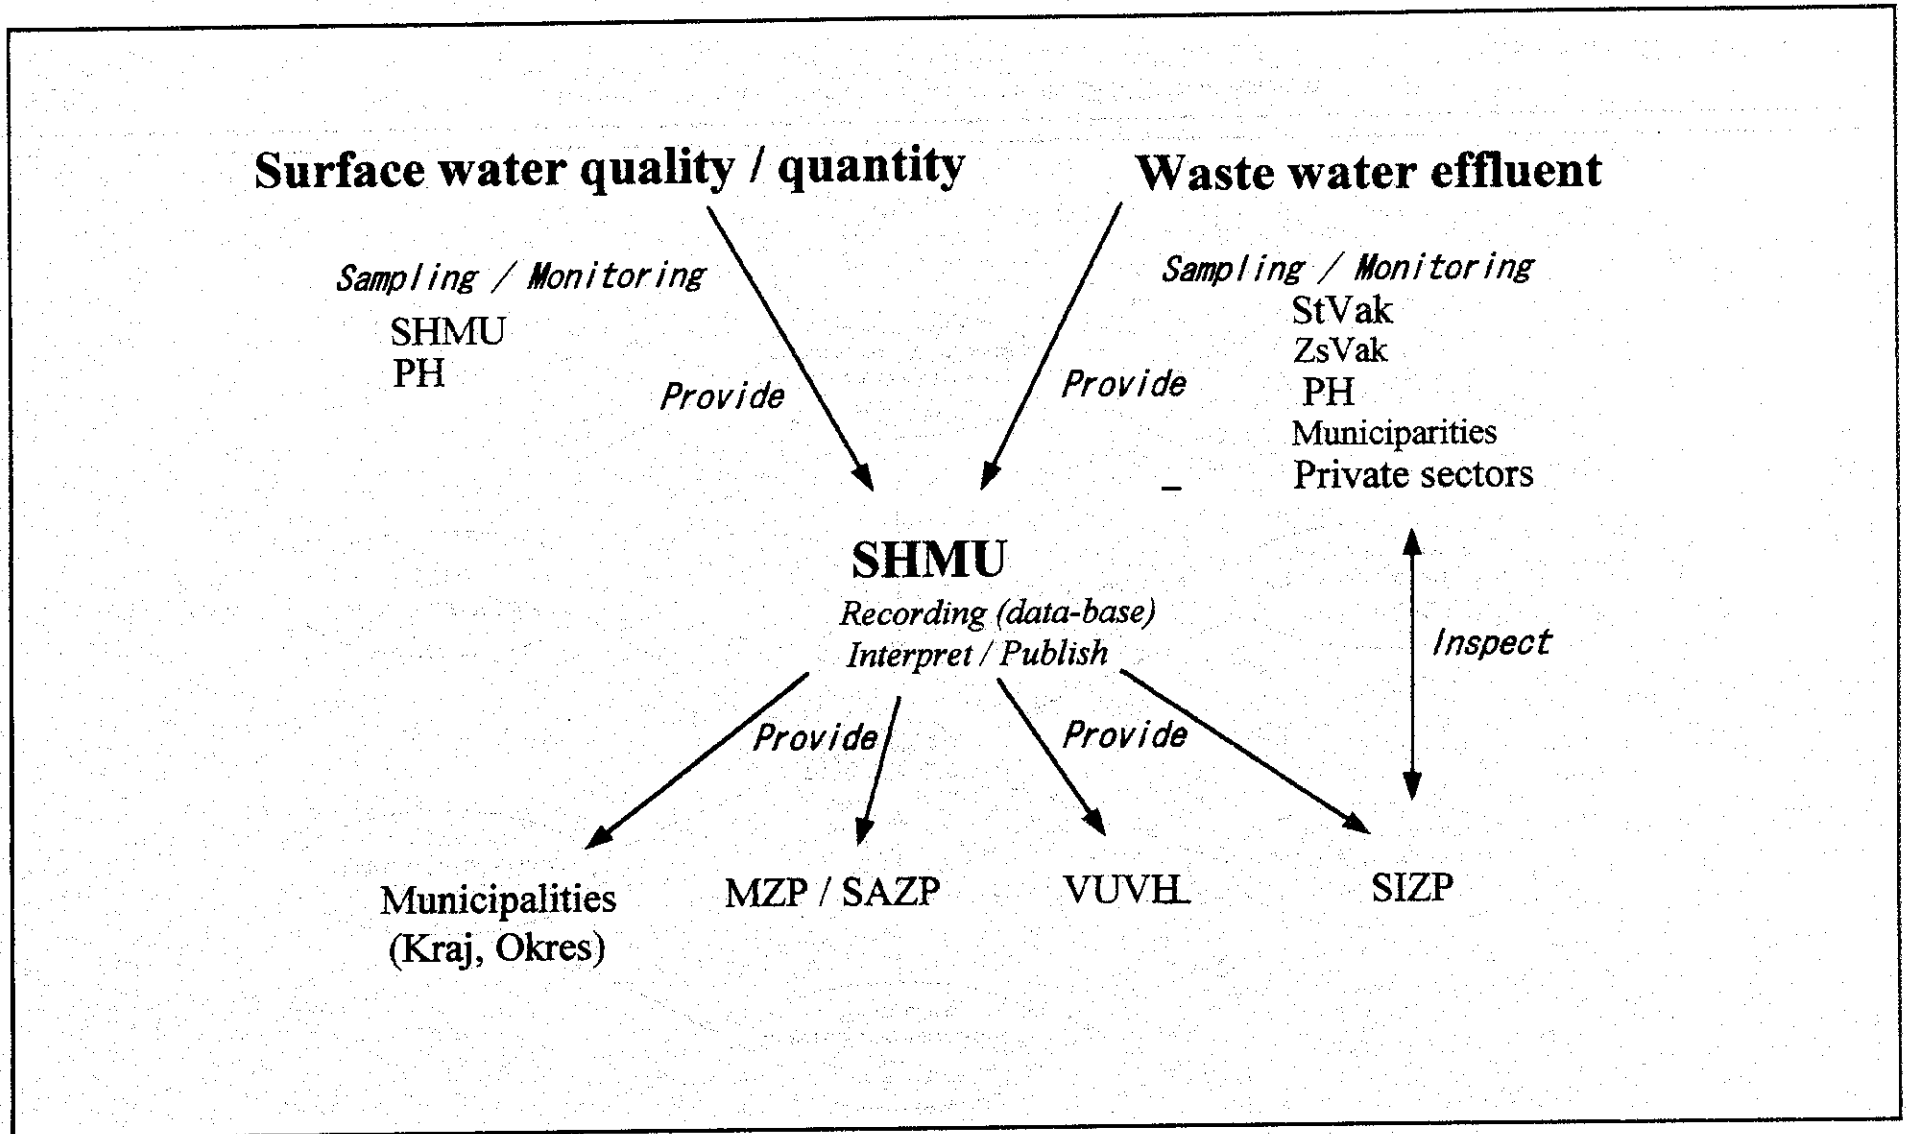 Surface water quality / quantity
Waste water effluent
Sampling / Monitoring
SHMU
PH
Sampling / Monitoring
StVak
ZsVak
PH
Municiparities
Private sectors
Provide
Provide
SHMU
Recording (data-base)
Interpret / Publish
Inspect
Provide
Provide
Municipalities
(Kraj, Okres)
MZP / SAZP
VUVH
SIZP